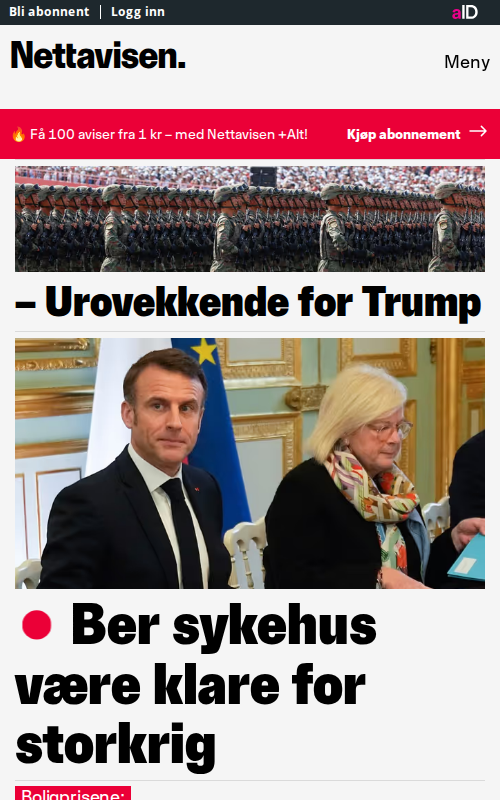 Bli abonnent | Logg inn
aID
Nettavisen.
Meny
🔥 Få 100 aviser fra 1 kr – med Nettavisen +Alt!
Kjøp abonnement →
– Urovekkende for Trump
Ber sykehus
være klare for
storkrig
Boligprisene: